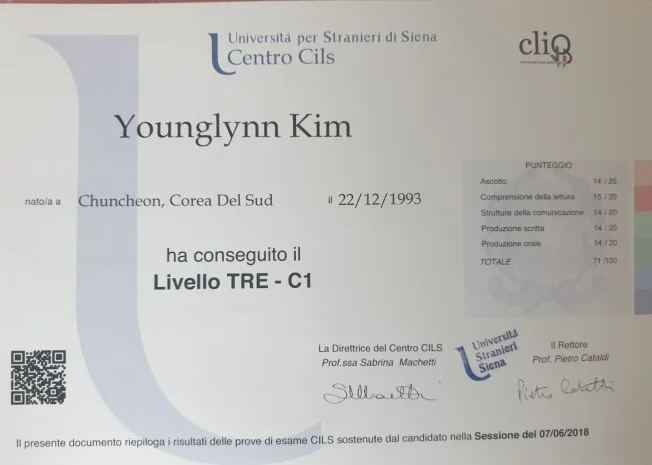 Università per Stranieri di Siena
Centro Cils
cliQ
Younglynn Kim
nato/a a Chuncheon, Corea Del Sud il 22/12/1993
ha conseguito il
Livello TRE - C1
PUNTEGGIO
Ascolto 14 / 20
Comprensione della lettura 15 / 20
Strutture della comunicazione 14 / 20
Produzione scritta 14 / 20
Produzione orale 14 / 20
TOTALE 71 /100
La Direttrice del Centro CILS
Prof.ssa Sabrina Machetti
Università
Stranieri
Siena
Il Rettore
Prof. Pietro Cataldi
Pietro Cataldi
Il presente documento riepiloga i risultati delle prove di esame CILS sostenute dal candidato nella Sessione del 07/06/2018